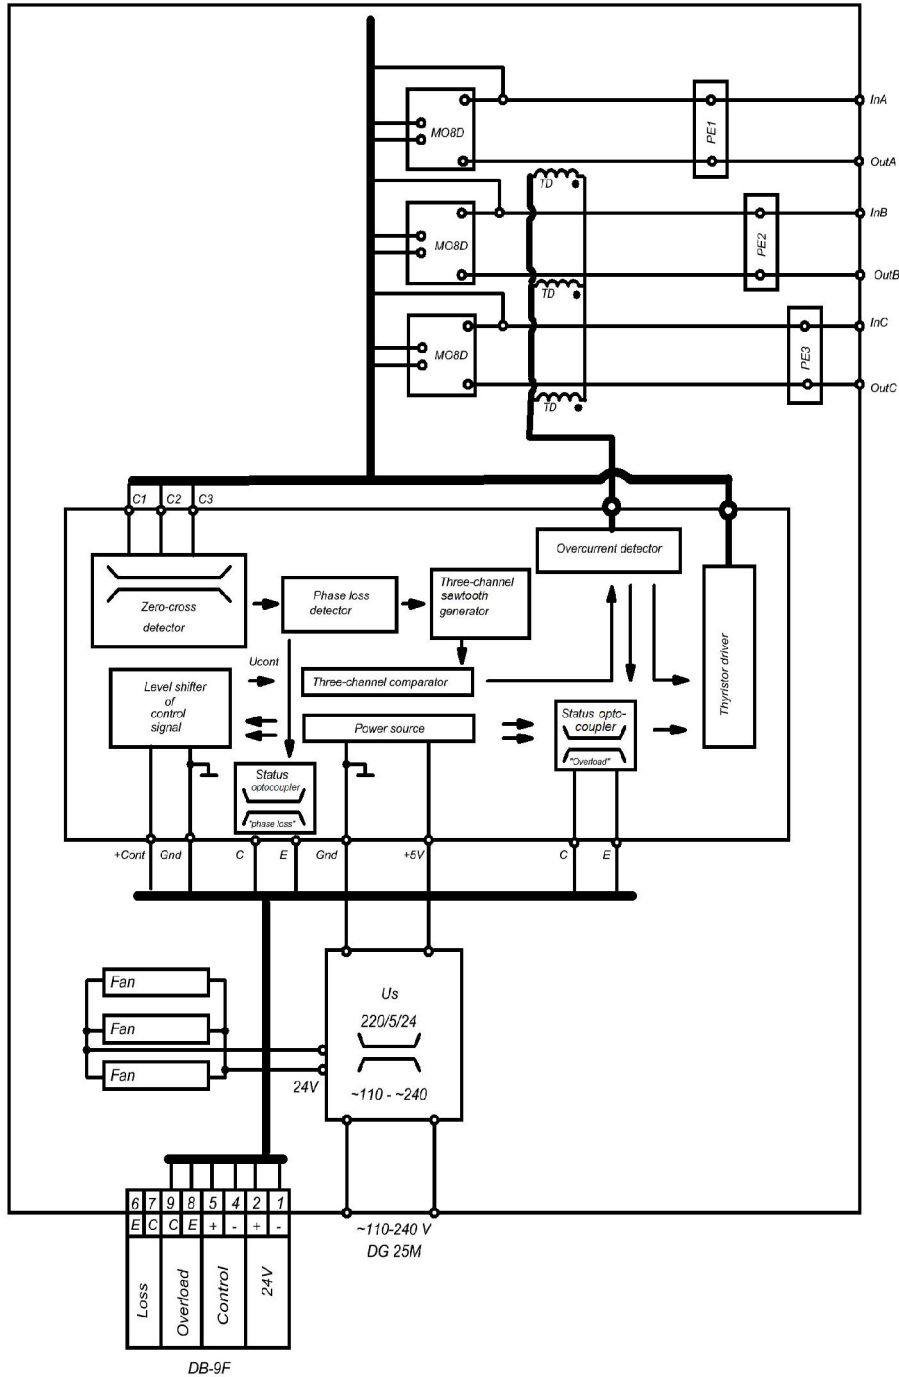 InA
MO8D
PE1
OutA
TD
InB
MO8D
PE2
OutB
TD
InC
MO8D
PE3
OutC
TD
C1 C2 C3
Overcurrent detector
Zero-cross
detector
Phase loss
detector
Three-channel
sawtooth
generator
Thyristor driver
Ucont
Level shifter
of
control
signal
Three-channel comparator
Power source
Status opto-
coupler
"Overload"
Status
optocoupler
"phase loss"
+Cont Gnd C E Gnd +5V C E
Fan
Fan
Fan
Us
220/5/24
24V
~110 - ~240
6 7 9 8 5 4 2 1
E C C E + - + -
Loss
Overload
Control
24V
~110-240 V
DG 25M
DB-9F